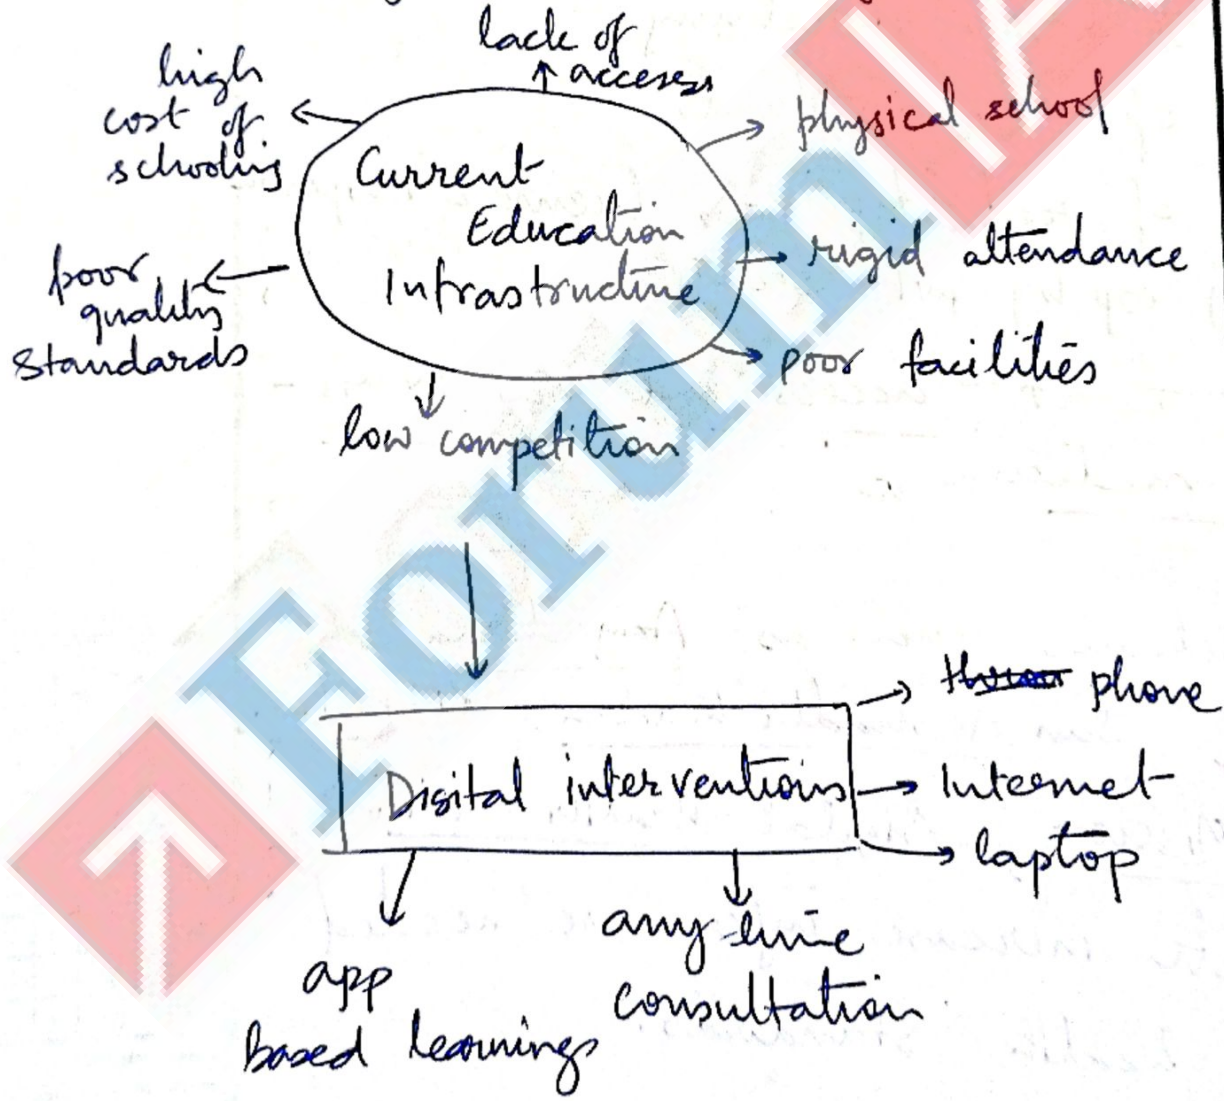 lack of
access
high
cost of
schooling
physical school
Current
Education
Infrastructure
rigid attendance
poor
quality
standards
poor facilities
low competition
phone
Digital interventions
Internet
laptop
any time
consultation
app
based learnings
ForumIA